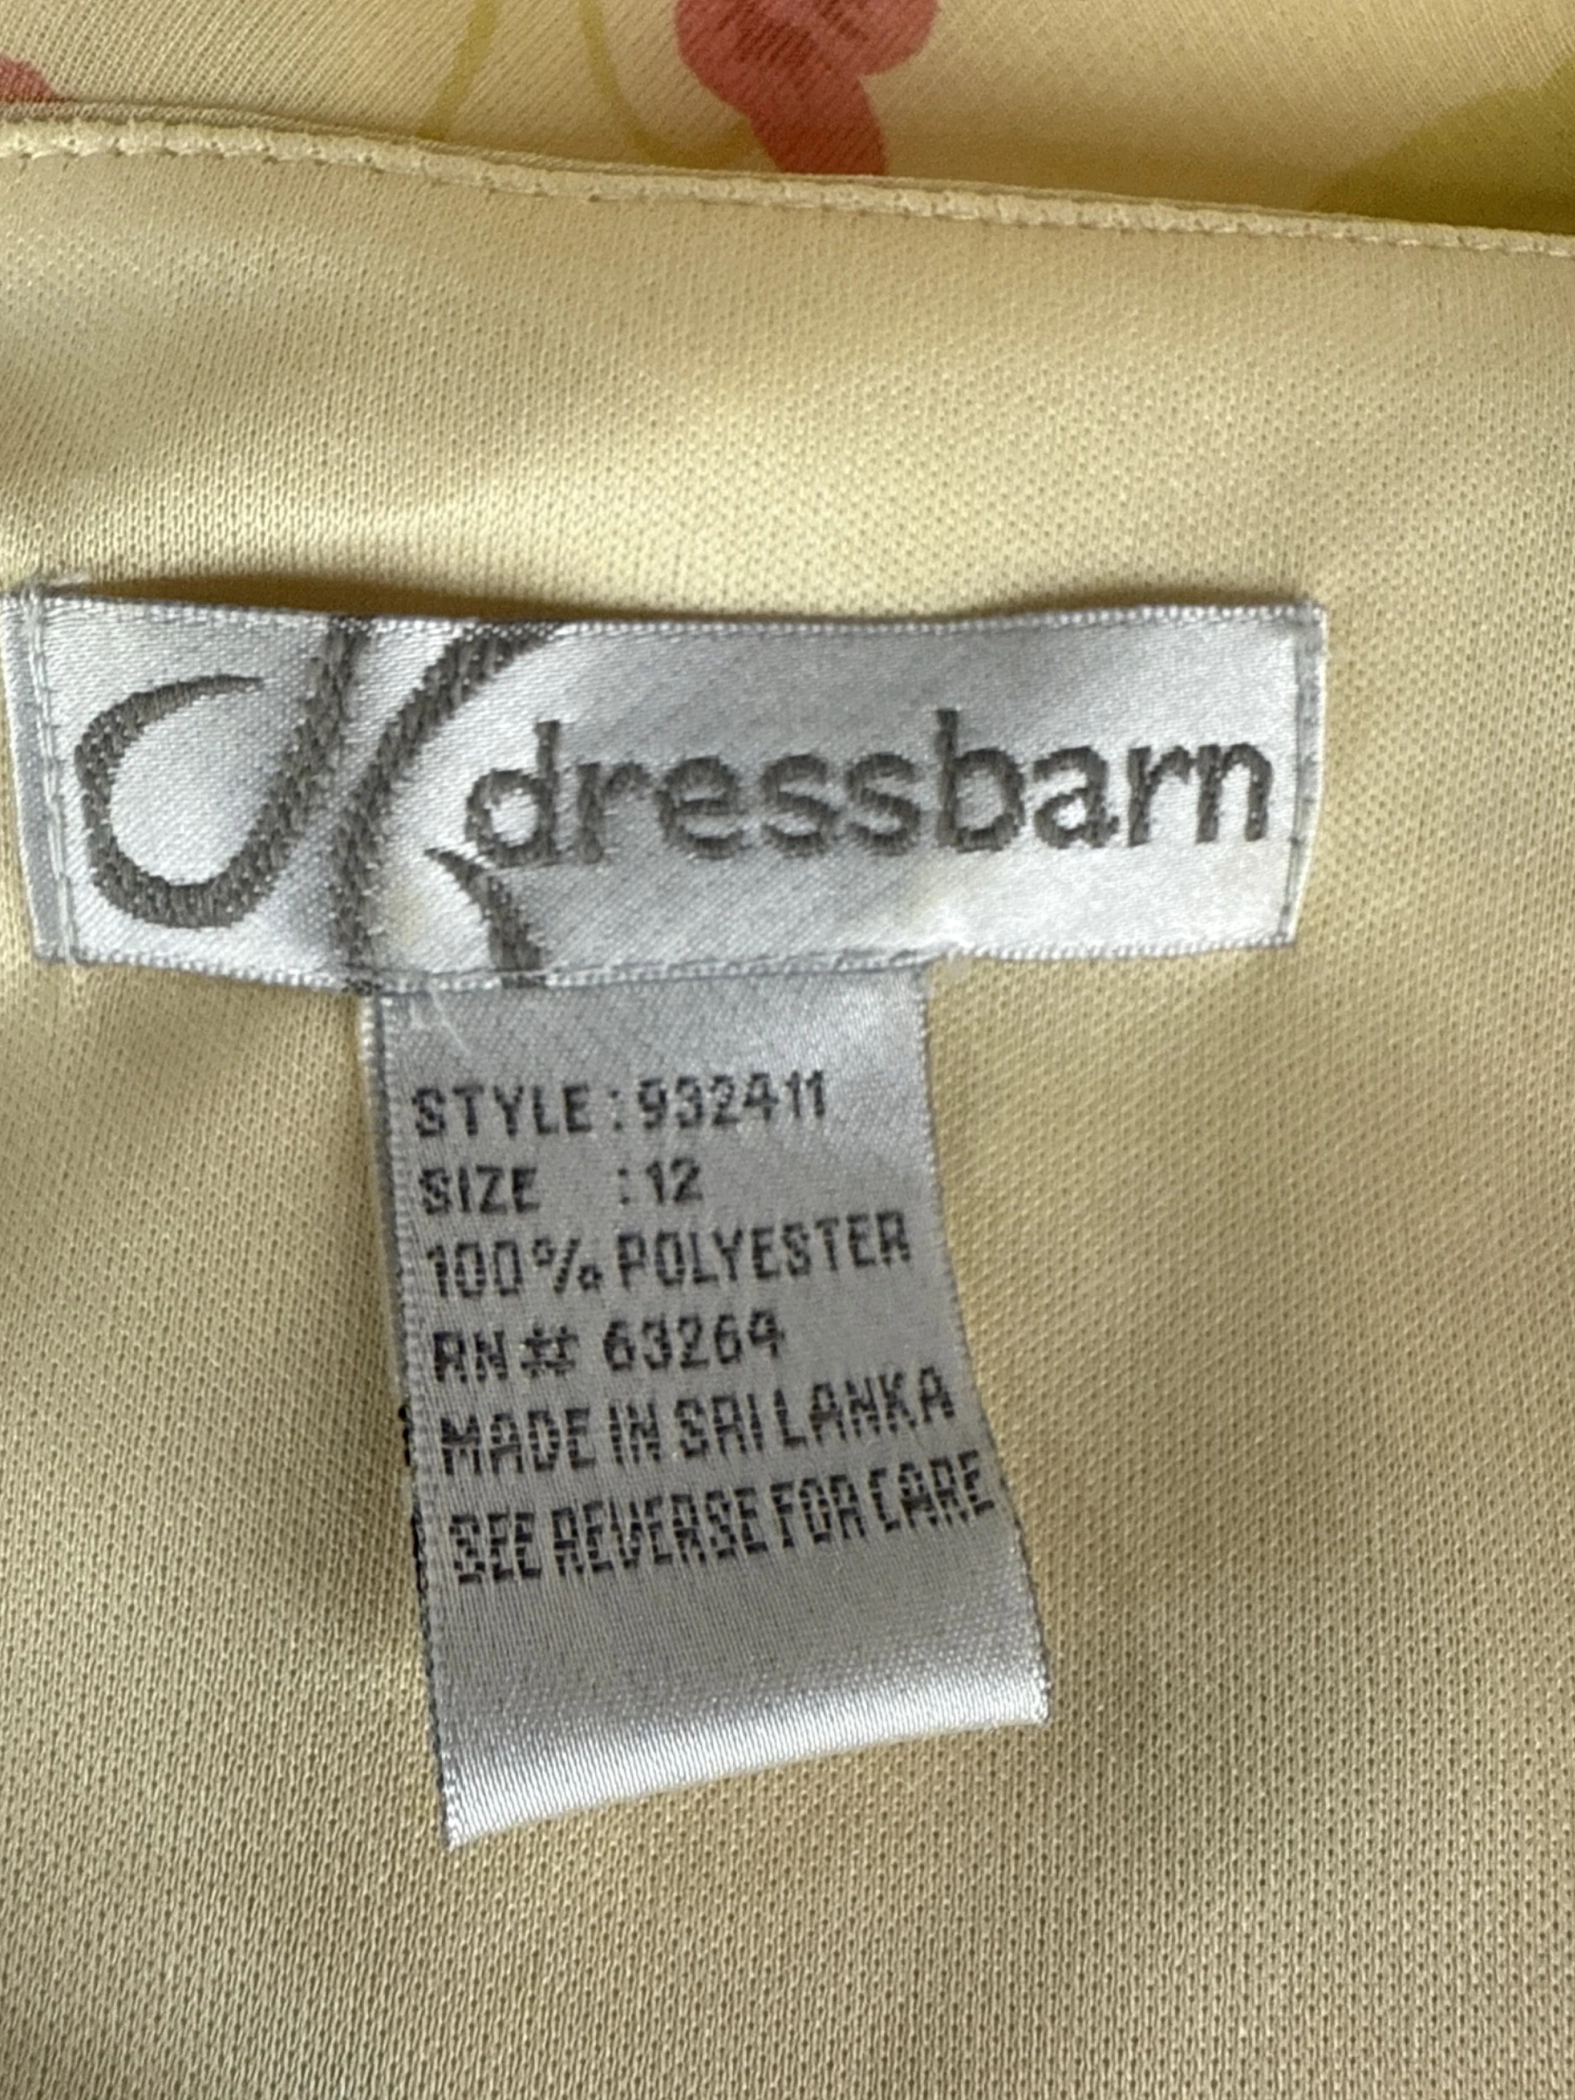 dressbarn
STYLE:932411
SIZE :12
100% POLYESTER
RN# 63264
MADE IN SRI LANKA
SEE REVERSE FOR CARE